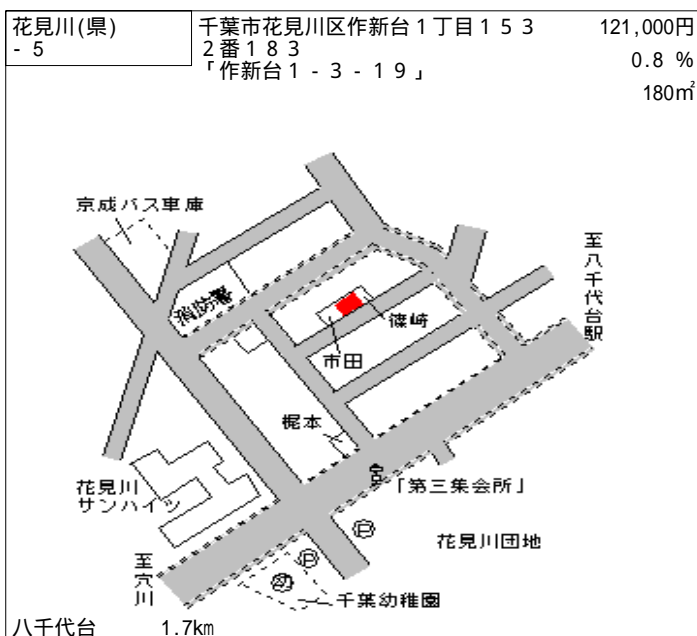 花見川(県)
- 5
千葉市花見川区作新台1丁目153
2番183
「作新台1-3-19」
121,000円
0.8 %
180㎡
京成バス車庫
消防署
至八千代台駅
篠崎
市田
梶本
「第三集会所」
花見川
サンハイツ
花見川団地
至穴川
幼
千葉幼稚園
八千代台 1.7km